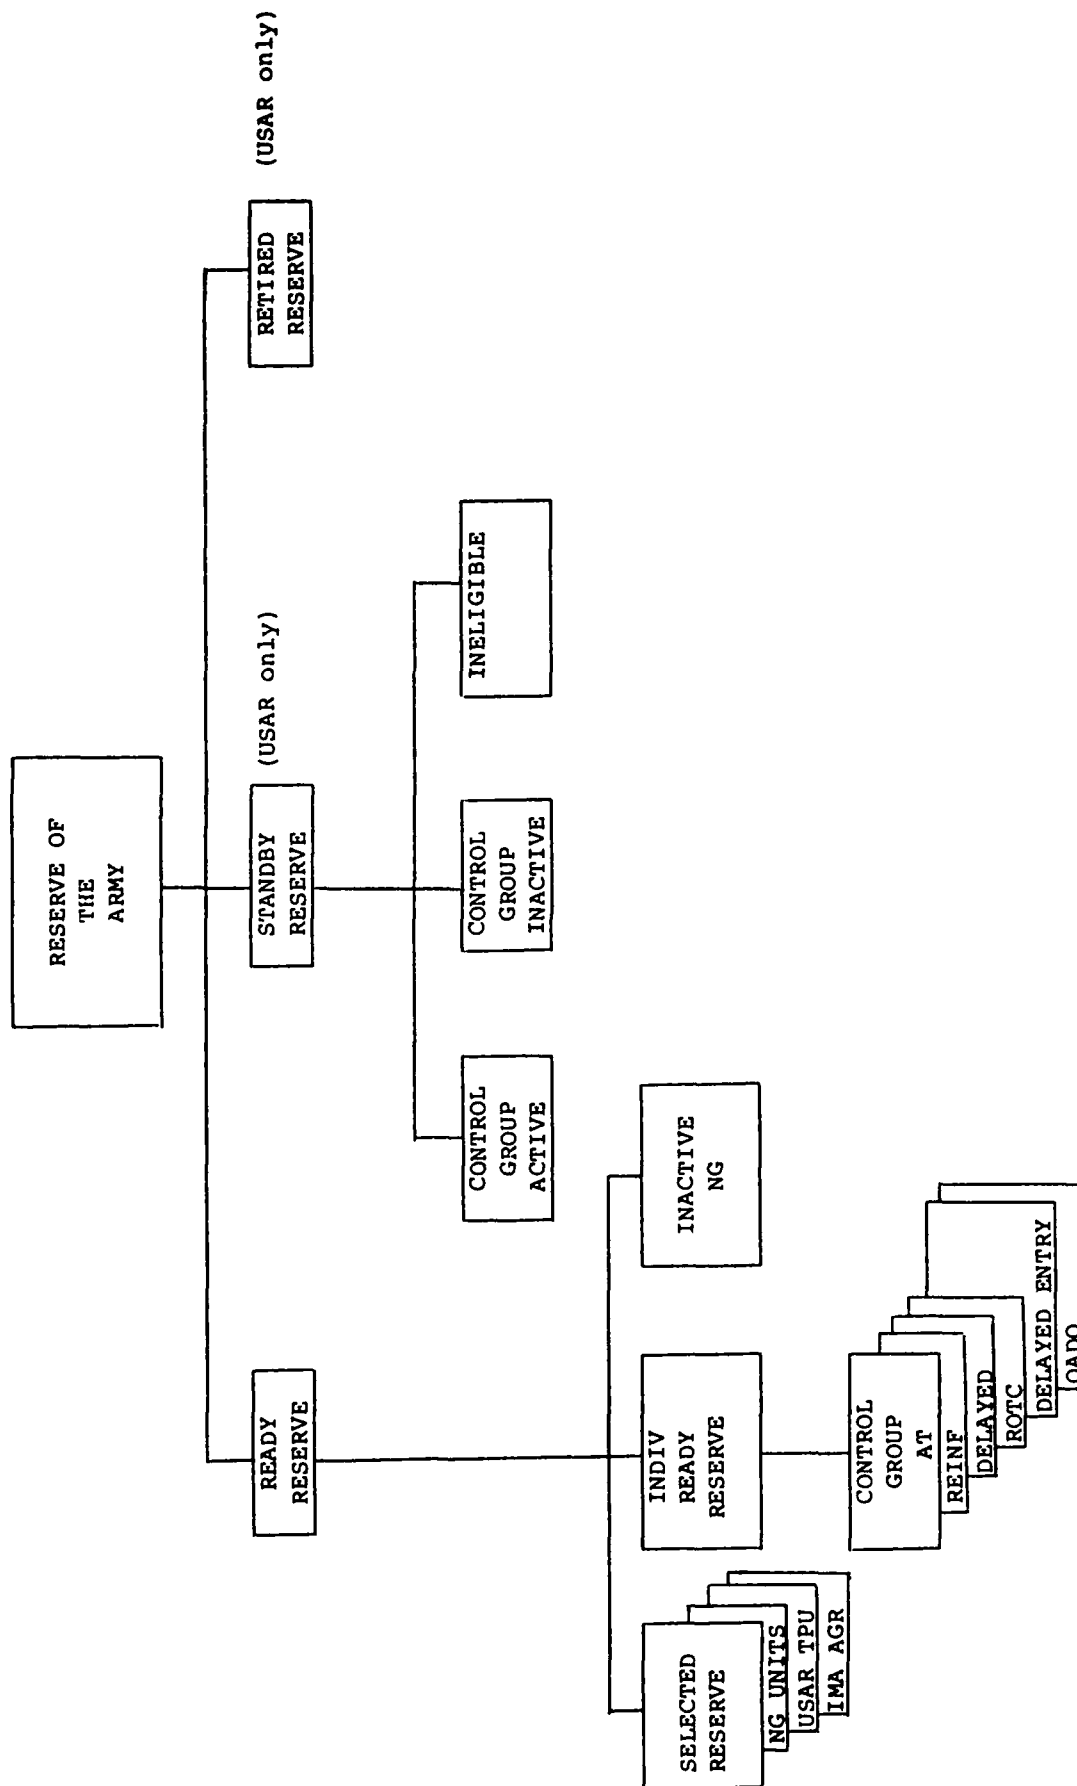 RESERVE OF
THE
ARMY
READY
RESERVE
STANDBY
RESERVE
(USAR only)
RETIRED
RESERVE
(USAR only)
CONTROL
GROUP
ACTIVE
CONTROL
GROUP
INACTIVE
INELIGIBLE
SELECTED
RESERVE
NG UNITS
USAR TPU
IMA AGR
INDIV
READY
RESERVE
INACTIVE
NG
CONTROL
GROUP
AT
REINF
DELAYED
ROTC
DELAYED ENTRY
OADO